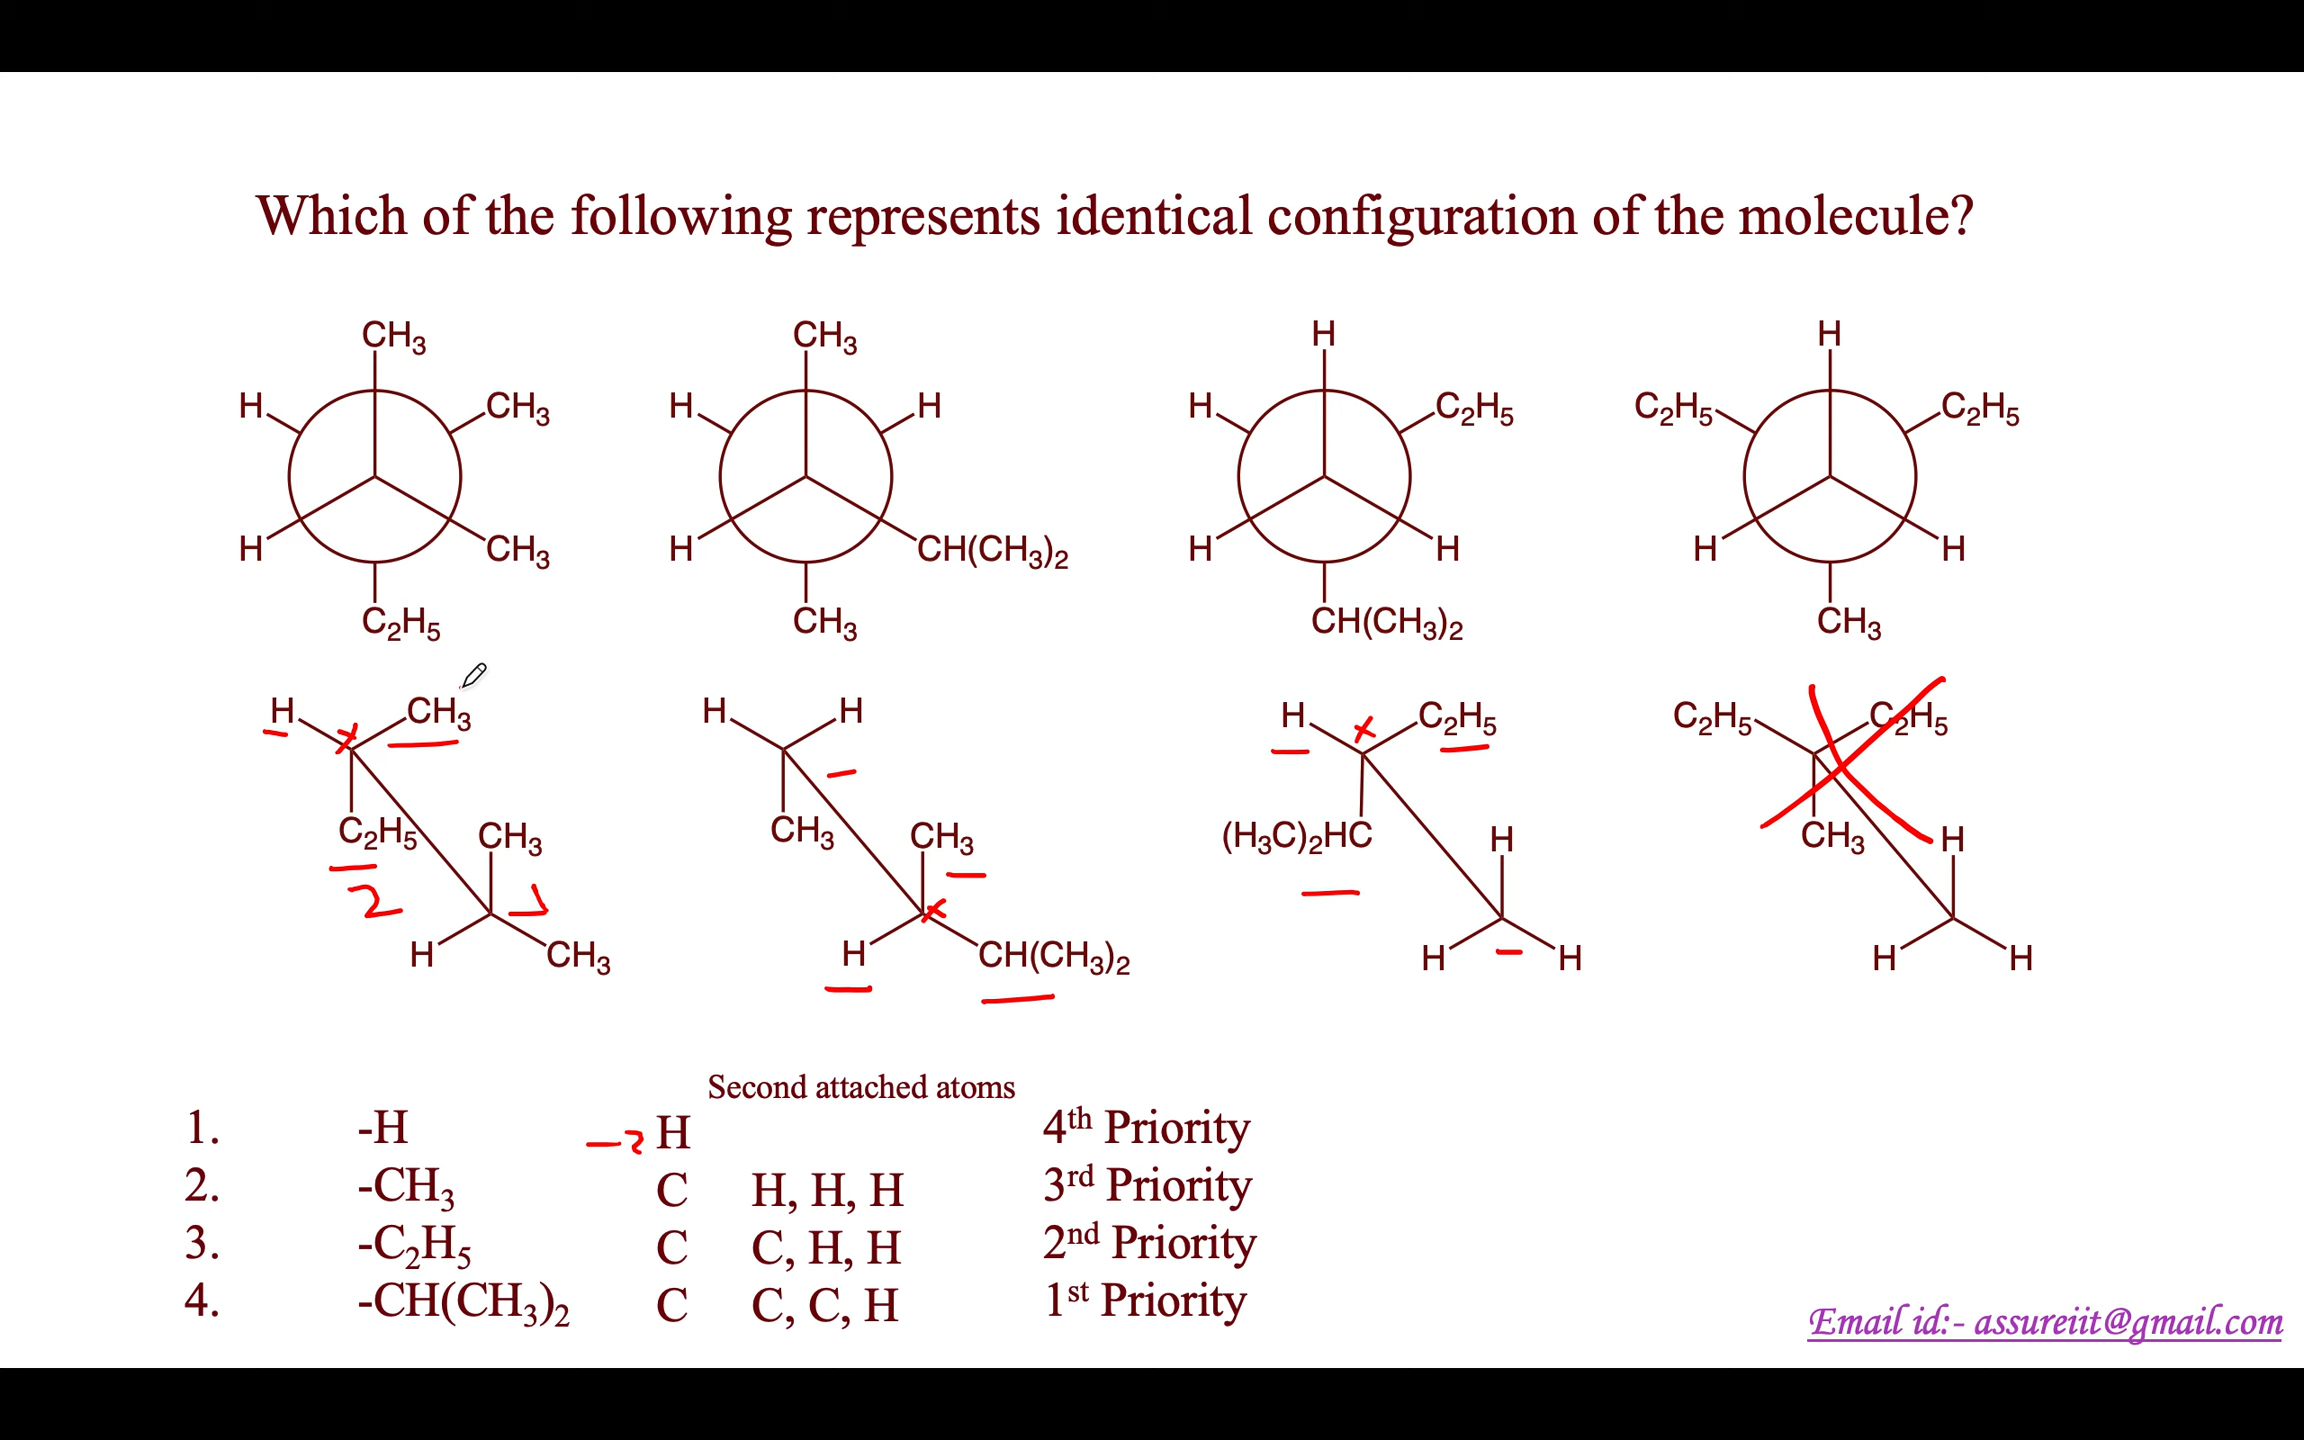 Which of the following represents identical configuration of the molecule?
CH₃ CH₃ H H
H CH₃ H H H C₂H₅ C₂H₅ C₂H₅
H CH₃ H CH(CH₃)₂ H H H H
C₂H₅ CH₃ CH(CH₃)₂ CH₃
H CH₃ H H H C₂H₅ C₂H₅ C₂H₅
C₂H₅ CH₃ CH₃ CH₃ (H₃C)₂HC H CH₃ H
2 1
H CH₃ H CH(CH₃)₂ H H H H
Second attached atoms
1. -H H 4th Priority
2. -CH₃ C H, H, H 3rd Priority
3. -C₂H₅ C C, H, H 2nd Priority
4. -CH(CH₃)₂ C C, C, H 1st Priority
Email id:- assureiit@gmail.com